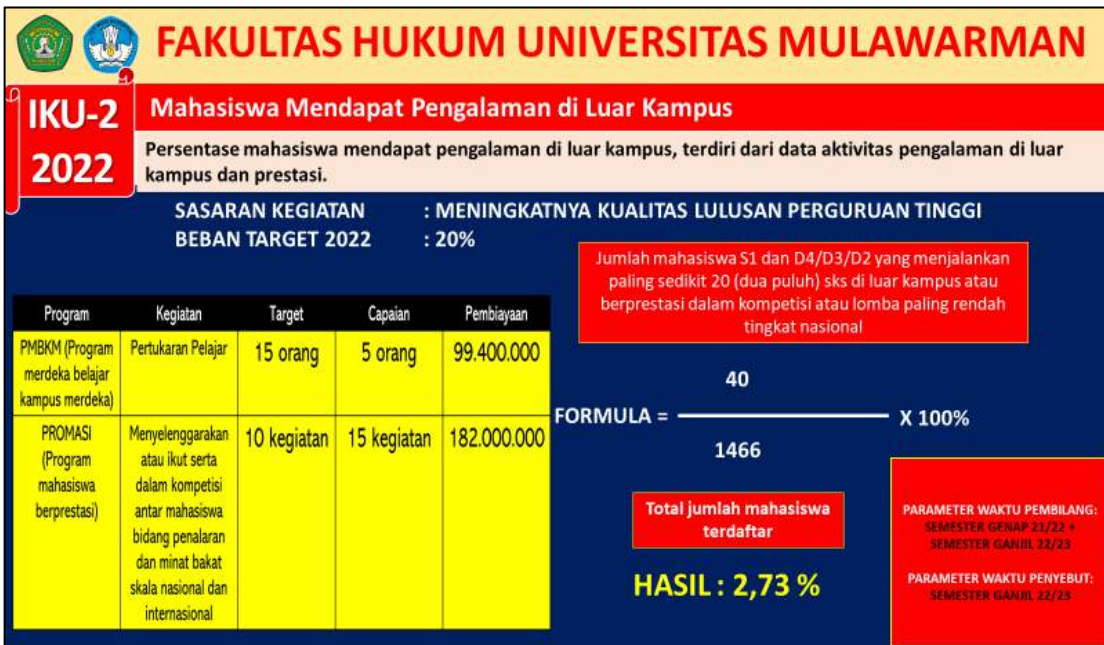 FAKULTAS HUKUM UNIVERSITAS MULAWARMAN
IKU-2
2022
Mahasiswa Mendapat Pengalaman di Luar Kampus
Persentase mahasiswa mendapat pengalaman di luar kampus, terdiri dari data aktivitas pengalaman di luar
kampus dan prestasi.
SASARAN KEGIATAN : MENINGKATNYA KUALITAS LULUSAN PERGURUAN TINGGI
BEBAN TARGET 2022 : 20%
Program Kegiatan Target Capaian Pembiayaan
PMBKM (Program
merdeka belajar
kampus merdeka)
Pertukaran Pelajar
15 orang
5 orang
99.400.000
PROMASI
(Program
mahasiswa
berprestasi)
Menyelenggarakan
atau ikut serta
dalam kompetisi
antar mahasiswa
bidang penalaran
dan minat bakat
skala nasional dan
internasional
10 kegiatan
15 kegiatan
182.000.000
Jumlah mahasiswa S1 dan D4/D3/D2 yang menjalankan
paling sedikit 20 (dua puluh) sks di luar kampus atau
berprestasi dalam kompetisi atau lomba paling rendah
tingkat nasional
40
FORMULA = X 100%
1466
Total jumlah mahasiswa
terdaftar
HASIL : 2,73 %
PARAMETER WAKTU PEMBILANG:
SEMESTER GENAP 21/22 +
SEMESTER GANJIL 22/23
PARAMETER WAKTU PENYEBUT:
SEMESTER GANJIL 22/23